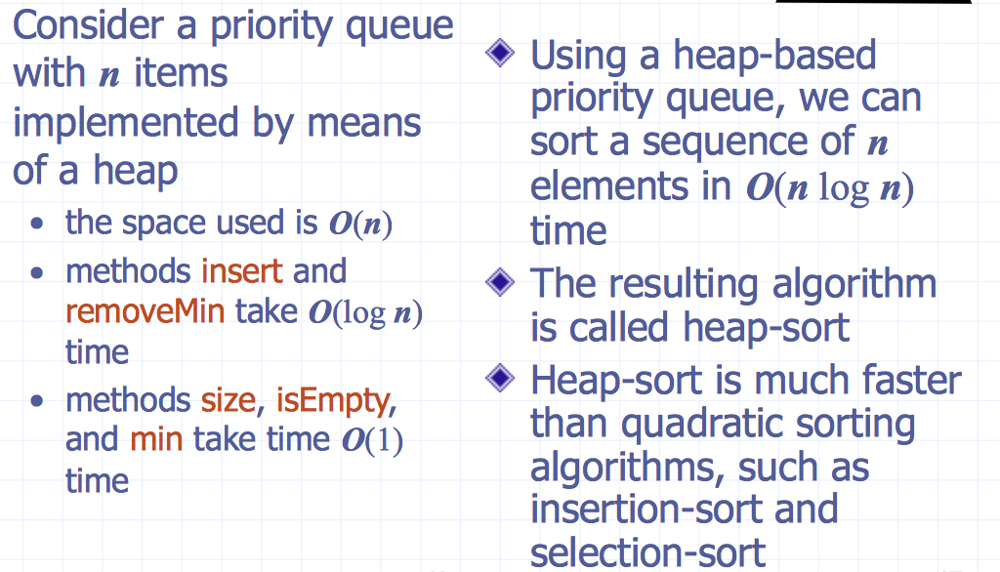 Consider a priority queue
with n items
implemented by means
of a heap
• the space used is O(n)
• methods insert and
removeMin take O(log n)
time
• methods size, isEmpty,
and min take time O(1)
time
Using a heap-based
priority queue, we can
sort a sequence of n
elements in O(n log n)
time
The resulting algorithm
is called heap-sort
Heap-sort is much faster
than quadratic sorting
algorithms, such as
insertion-sort and
selection-sort